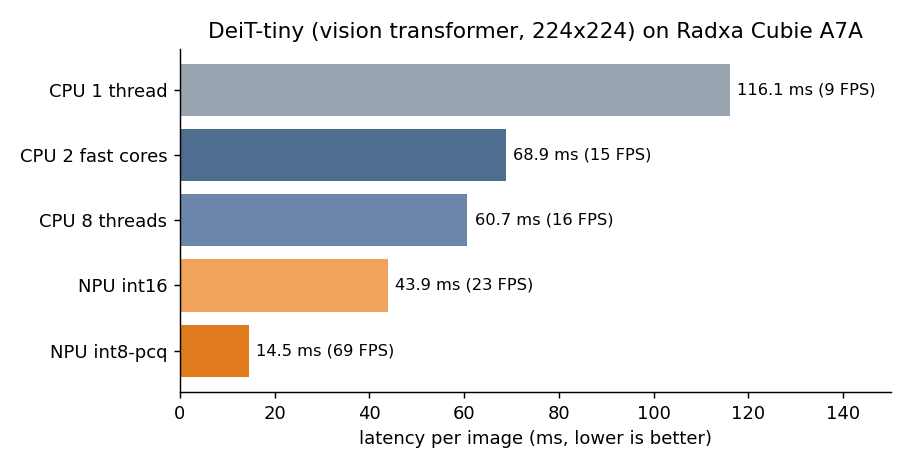 DeiT-tiny (vision transformer, 224x224) on Radxa Cubie A7A
CPU 1 thread
116.1 ms (9 FPS)
CPU 2 fast cores
68.9 ms (15 FPS)
CPU 8 threads
60.7 ms (16 FPS)
NPU int16
43.9 ms (23 FPS)
NPU int8-pcq
14.5 ms (69 FPS)
0 20 40 60 80 100 120 140
latency per image (ms, lower is better)